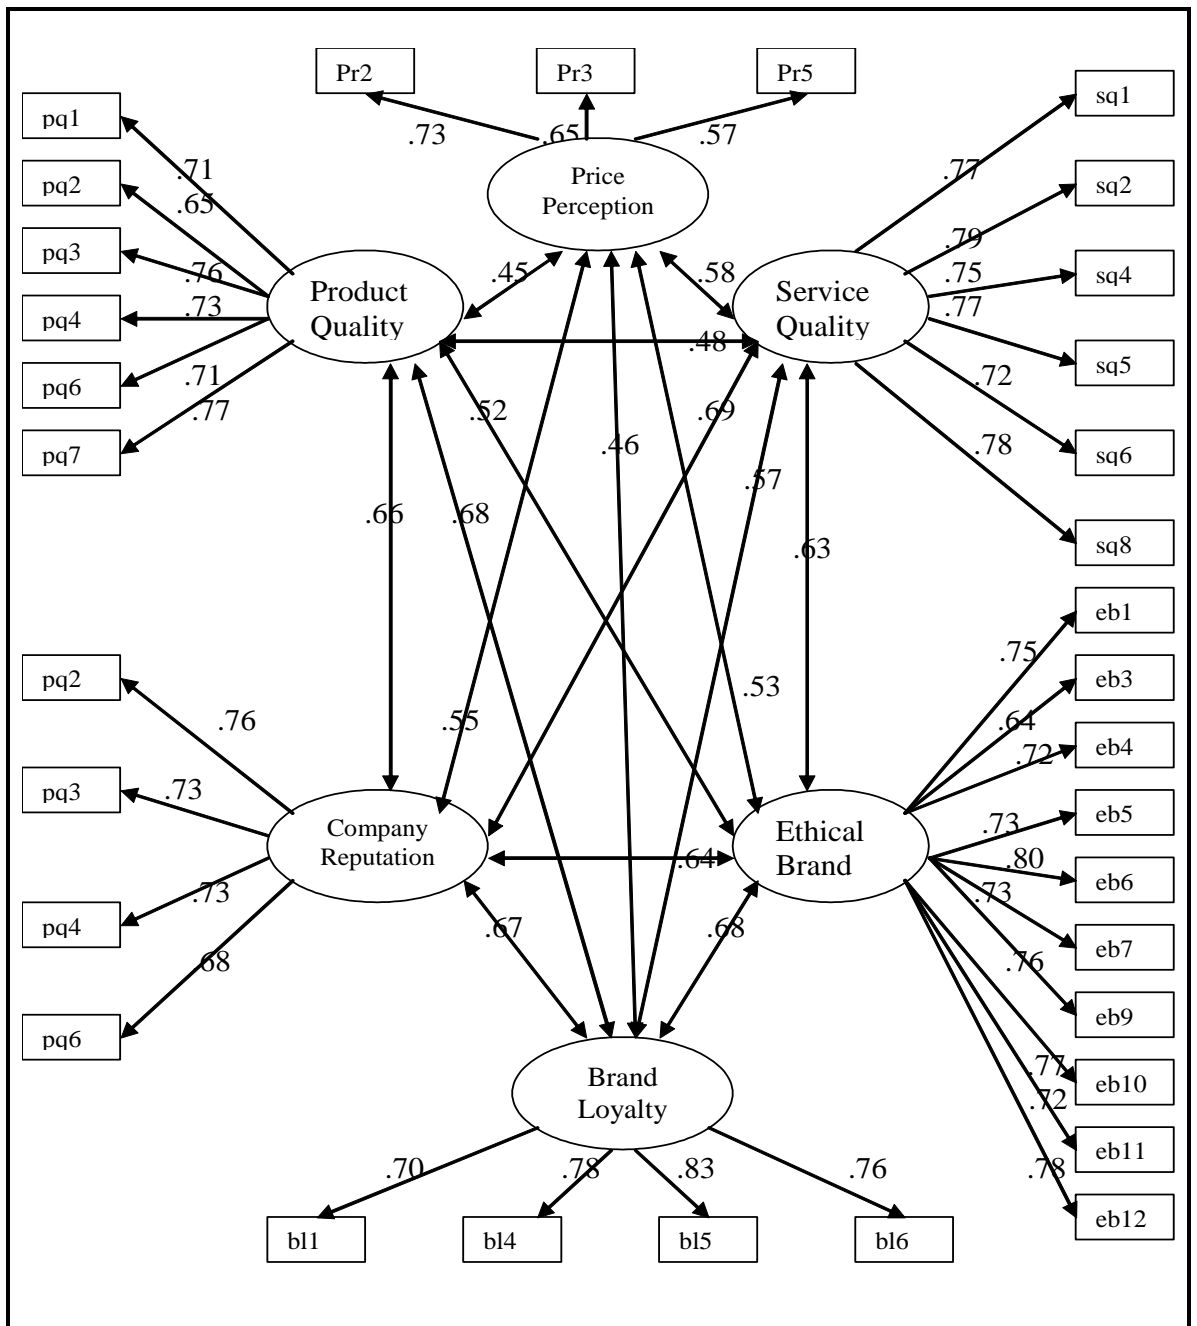 Pr2
Pr3
Pr5
sq1
pq1
.73
.65
.57
.71
.77
pq2
Price
Perception
sq2
.65
.79
pq3
.76
.45
.58
.75
sq4
Product
Quality
Service
Quality
pq4
.73
.77
.48
sq5
pq6
.71
.72
.77
.52
.69
pq7
.46
.78
sq6
.57
.66
.68
.63
sq8
eb1
.75
pq2
eb3
.53
.76
.55
.64
eb4
.72
pq3
.73
eb5
Company
Reputation
Ethical
Brand
.73
.64
.80
eb6
.73
.73
pq4
.67
.68
eb7
.68
.76
pq6
eb9
.77
eb10
Brand
Loyalty
.72
eb11
.70
.78
.83
.76
.78
eb12
bl1
bl4
bl5
bl6